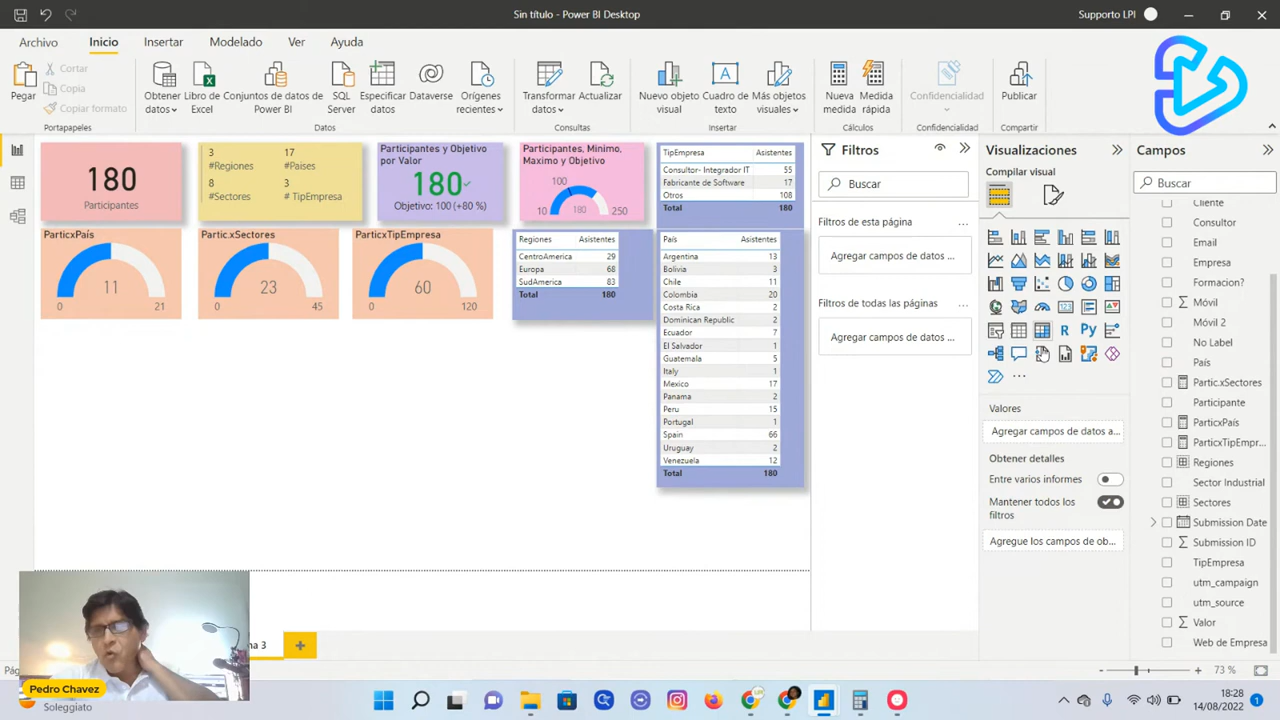 Sin título - Power BI Desktop
Supporto LPI
Archivo Inicio Insertar Modelado Ver Ayuda
Pegar
Cortar
Copia
Copiar formato
Portapapeles
Obtener datos
Libro de Excel
Conjuntos de datos de Power BI
SQL Server
Especificar datos
Dataverse
Orígenes recientes
Datos
Transformar datos
Actualizar
Consultas
Nuevo objeto visual
Cuadro de texto
Más objetos visuales
Insertar
Nueva medida
Medida rápida
Cálculos
Confidencialidad
Confidencialidad
Publicar
Compartir
180
Participantes
3 17
#Regiones #Paises
8 3
#Sectores # TipEmpresa
Participantes y Objetivo
por Valor
180
Objetivo: 100 (+80 %)
Participantes, Minimo,
Maximo y Objetivo
100
10 180 250
TipEmpresa Asistentes
Consultor- Integrador IT 55
Fabricante de Software 17
Otros 108
Total 180
ParticxPaís
11
0 21
Partic.xSectores
23
0 45
ParticxTipEmpresa
60
0 120
Regiones Asistentes
CentroAmerica 29
Europa 68
SudAmerica 83
Total 180
País Asistentes
Argentina 13
Bolivia 3
Chile 11
Colombia 20
Costa Rica 2
Dominican Republic 2
Ecuador 7
El Salvador 1
Guatemala 5
Italy 1
Mexico 17
Panama 2
Peru 15
Portugal 1
Spain 66
Uruguay 2
Venezuela 12
Total 180
Filtros
Buscar
Filtros de esta página ...
Agregar campos de datos ...
Filtros de todas las páginas ...
Agregar campos de datos ...
Visualizaciones
Compilar visual
R Py
Valores
Agregar campos de datos a...
Obtener detalles
Entre varios informes
Mantener todos los
filtros
Agregue los campos de ob...
Campos
Buscar
Cliente
Consultor
Email
Empresa
Formacion?
Móvil
Móvil 2
No Label
País
Partic.xSectores
Participante
ParticxPaís
ParticxTipEmpr...
Regiones
Sector Industrial
Sectores
Submission Date
Submission ID
TipEmpresa
utm_campaign
utm_source
Valor
Web de Empresa
na 3
Pág
73 %
Pedro Chavez
Soleggiato
18:28
14/08/2022
1